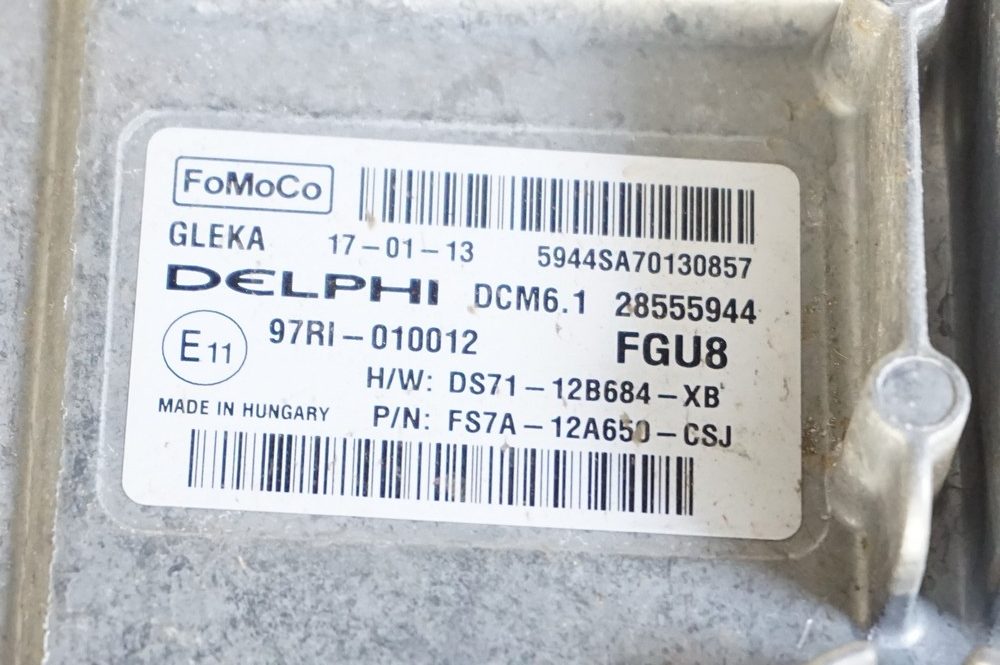 FoMoCo
GLEKA 17-01-13 5944SA70130857
DELPHI DCM6.1 28555944
E11 97RI-010012 FGU8
H/W: DS71-12B684-XB
MADE IN HUNGARY P/N: FS7A-12A650-CSJ